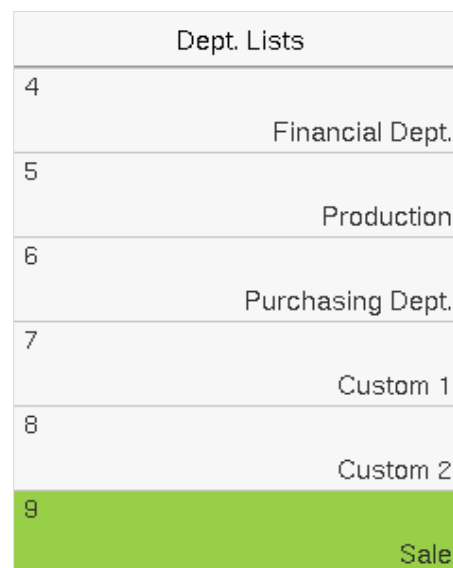 Dept. Lists
4
Financial Dept.
5
Production
6
Purchasing Dept.
7
Custom 1
8
Custom 2
9
Sale